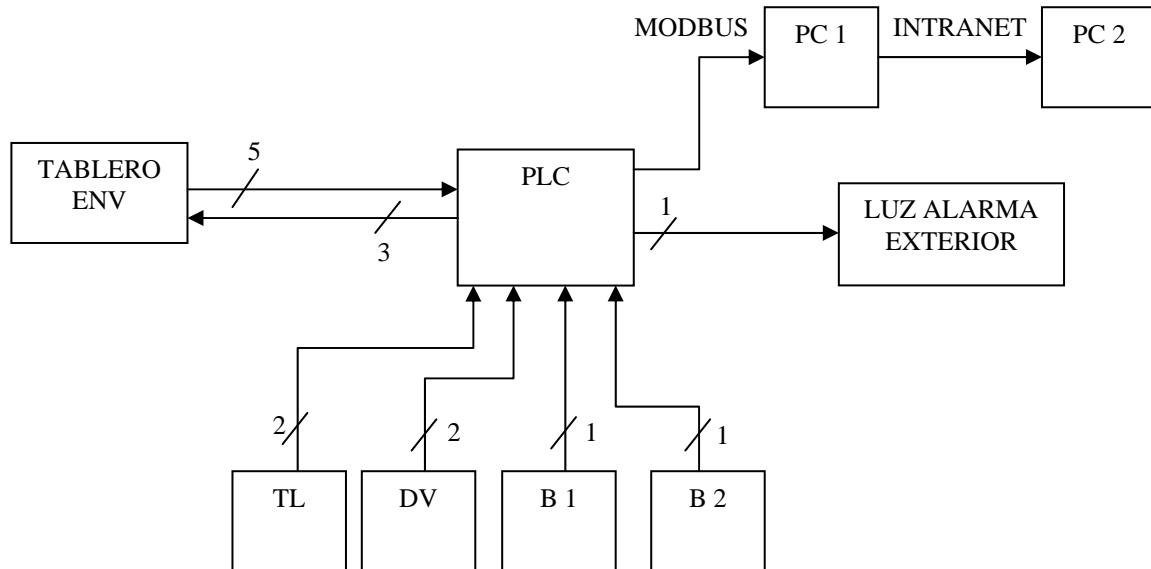 MODBUS
PC 1
INTRANET
PC 2
TABLERO
ENV
5
3
PLC
1
LUZ ALARMA
EXTERIOR
2
2
1
1
TL
DV
B 1
B 2